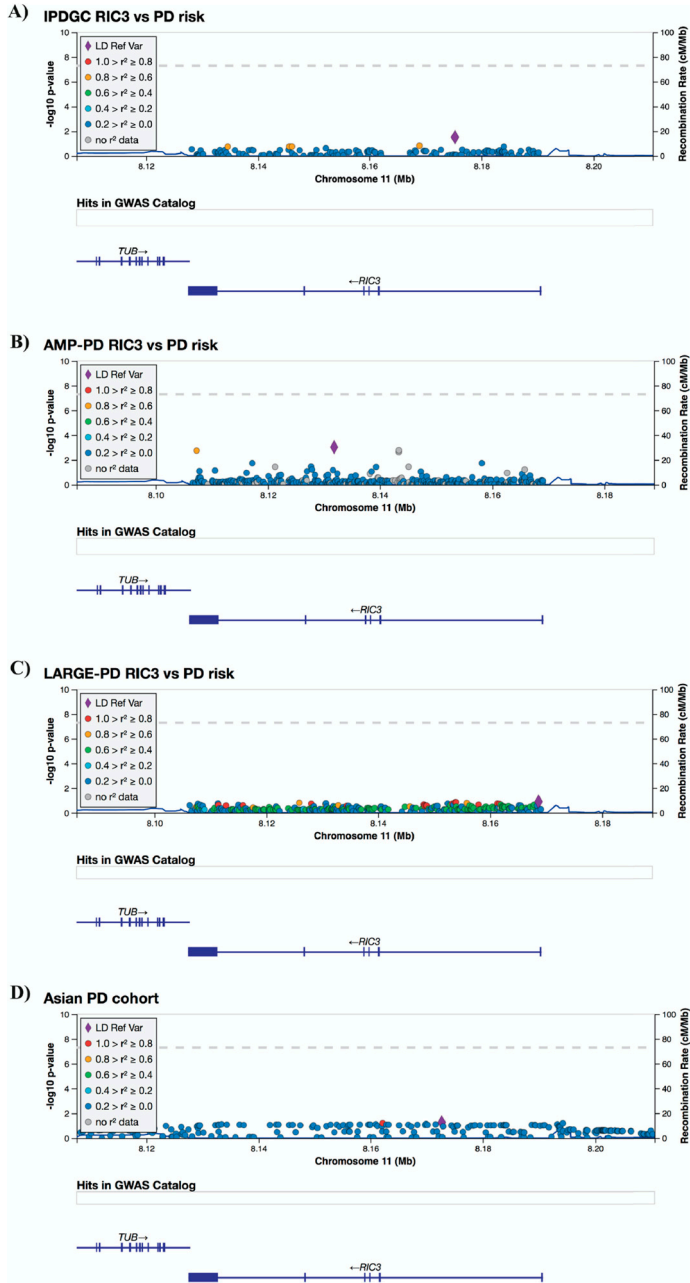 A)
IPDGC RIC3 vs PD risk
10
8
6
4
2
0
-log10 p-value
LD Ref Var
1.0 > r² ≥ 0.8
0.8 > r² ≥ 0.6
0.6 > r² ≥ 0.4
0.4 > r² ≥ 0.2
0.2 > r² ≥ 0.0
no r² data
100
80
60
40
20
0
Recombination Rate (cM/Mb)
8.12 8.14 8.16 8.18 8.20
Chromosome 11 (Mb)
Hits in GWAS Catalog
TUB→
←RIC3
B)
AMP-PD RIC3 vs PD risk
10
8
6
4
2
0
-log10 p-value
LD Ref Var
1.0 > r² ≥ 0.8
0.8 > r² ≥ 0.6
0.6 > r² ≥ 0.4
0.4 > r² ≥ 0.2
0.2 > r² ≥ 0.0
no r² data
100
80
60
40
20
0
Recombination Rate (cM/Mb)
8.10 8.12 8.14 8.16 8.18
Chromosome 11 (Mb)
Hits in GWAS Catalog
TUB→
←RIC3
C)
LARGE-PD RIC3 vs PD risk
10
8
6
4
2
0
-log10 p-value
LD Ref Var
1.0 > r² ≥ 0.8
0.8 > r² ≥ 0.6
0.6 > r² ≥ 0.4
0.4 > r² ≥ 0.2
0.2 > r² ≥ 0.0
no r² data
100
80
60
40
20
0
Recombination Rate (cM/Mb)
8.10 8.12 8.14 8.16 8.18
Chromosome 11 (Mb)
Hits in GWAS Catalog
TUB→
←RIC3
D)
Asian PD cohort
10
8
6
4
2
0
-log10 p-value
LD Ref Var
1.0 > r² ≥ 0.8
0.8 > r² ≥ 0.6
0.6 > r² ≥ 0.4
0.4 > r² ≥ 0.2
0.2 > r² ≥ 0.0
no r² data
100
80
60
40
20
0
Recombination Rate (cM/Mb)
8.12 8.14 8.16 8.18 8.20
Chromosome 11 (Mb)
Hits in GWAS Catalog
TUB→
←RIC3